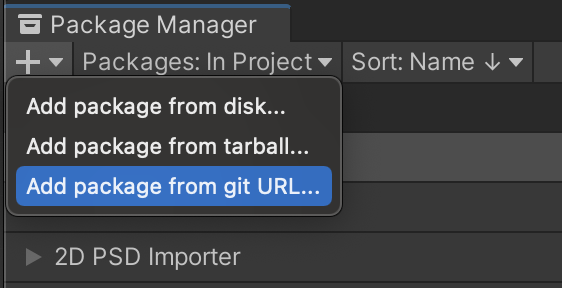 Package Manager
+ Packages: In Project Sort: Name ↓
Add package from disk...
Add package from tarball...
Add package from git URL...
2D PSD Importer